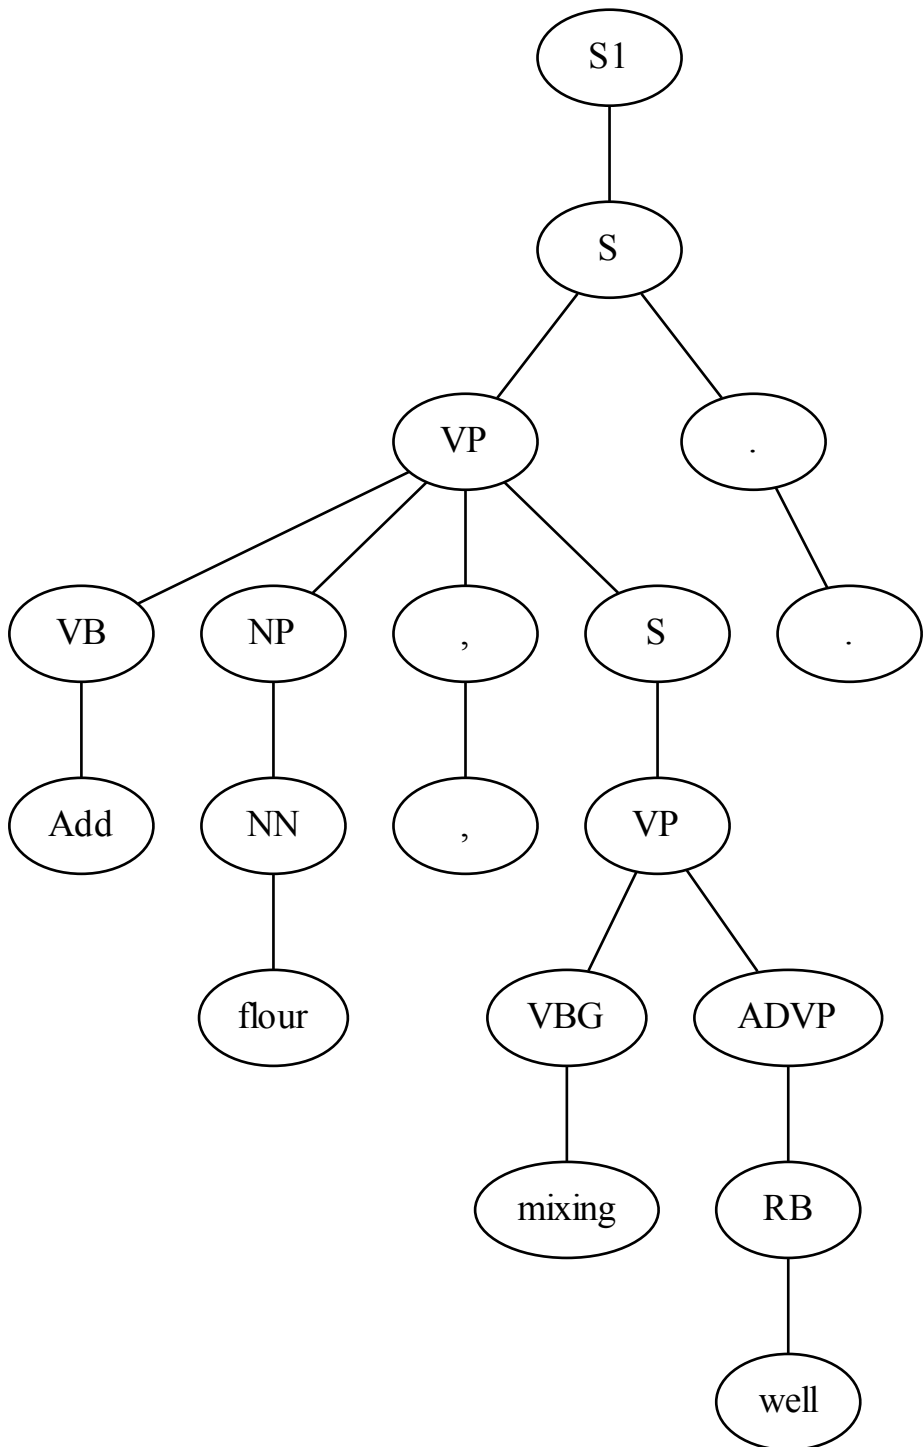 S1
S
VP .
VB NP , S .
Add NN , VP
flour VBG ADVP
mixing RB
well